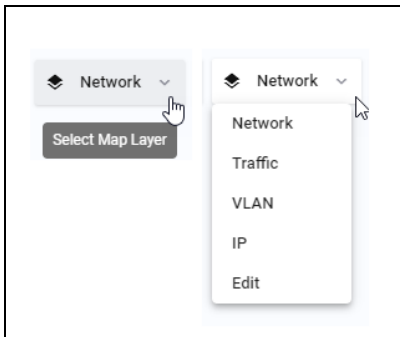 Network
Select Map Layer
Network
Network
Traffic
VLAN
IP
Edit